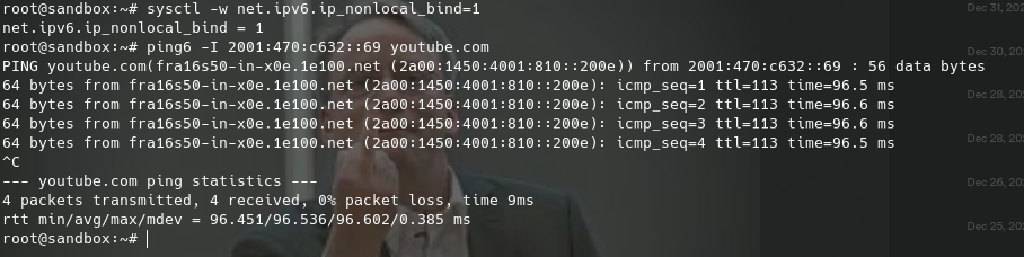 root@sandbox:~# sysctl -w net.ipv6.ip_nonlocal_bind=1
net.ipv6.ip_nonlocal_bind = 1
root@sandbox:~# ping6 -I 2001:470:c632::69 youtube.com
PING youtube.com(fra16s50-in-x0e.1e100.net (2a00:1450:4001:810::200e)) from 2001:470:c632::69 : 56 data bytes
64 bytes from fra16s50-in-x0e.1e100.net (2a00:1450:4001:810::200e): icmp_seq=1 ttl=113 time=96.5 ms
64 bytes from fra16s50-in-x0e.1e100.net (2a00:1450:4001:810::200e): icmp_seq=2 ttl=113 time=96.6 ms
64 bytes from fra16s50-in-x0e.1e100.net (2a00:1450:4001:810::200e): icmp_seq=3 ttl=113 time=96.6 ms
64 bytes from fra16s50-in-x0e.1e100.net (2a00:1450:4001:810::200e): icmp_seq=4 ttl=113 time=96.5 ms
^C
--- youtube.com ping statistics ---
4 packets transmitted, 4 received, 0% packet loss, time 9ms
rtt min/avg/max/mdev = 96.451/96.536/96.602/0.385 ms
root@sandbox:~#
Dec 31, 202
Dec 30, 20
Dec 28, 20
Dec 28, 20
Dec 26, 20
Dec 25, 20